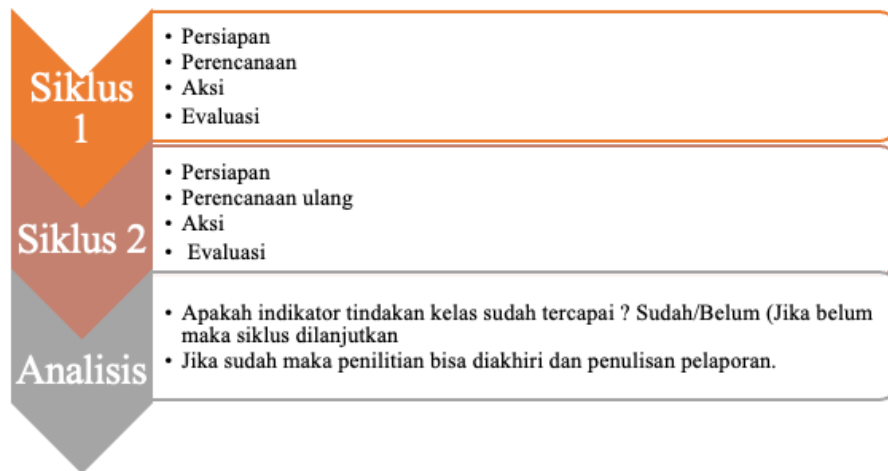 Siklus
1
• Persiapan
• Perencanaan
• Aksi
• Evaluasi
Siklus 2
• Persiapan
• Perencanaan ulang
• Aksi
• Evaluasi
Analisis
• Apakah indikator tindakan kelas sudah tercapai ? Sudah/Belum (Jika belum
maka siklus dilanjutkan
• Jika sudah maka penilitian bisa diakhiri dan penulisan pelaporan.